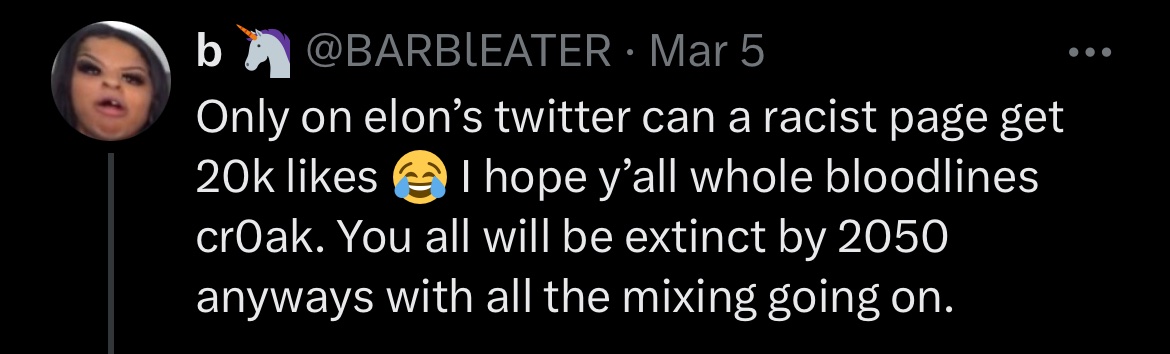 b 🦄 @BARBlEATER · Mar 5
Only on elon’s twitter can a racist page get
20k likes 😂 I hope y’all whole bloodlines
cr0ak. You all will be extinct by 2050
anyways with all the mixing going on.